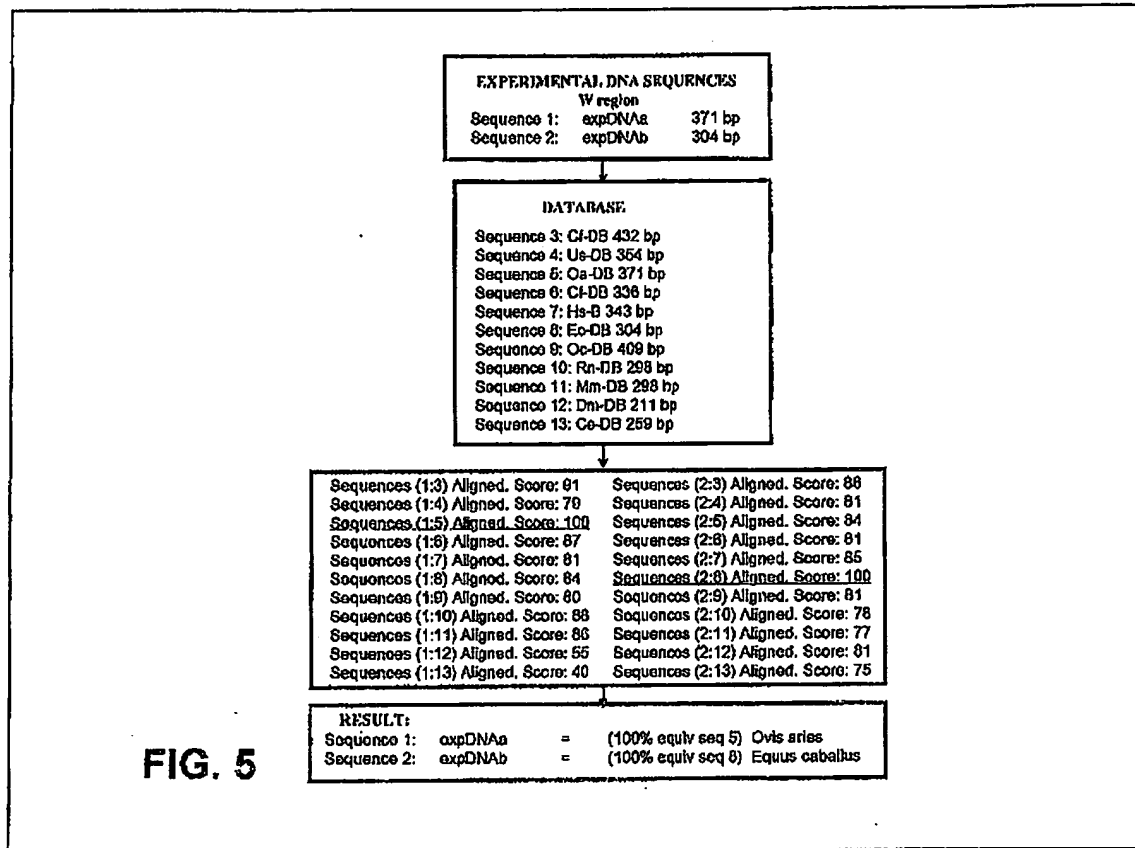 EXPERIMENTAL DNA SEQUENCES
W region
Sequence 1: expDNAa 371 bp
Sequence 2: expDNAb 304 bp
DATABASE
Sequence 3: Cf-DB 432 bp
Sequence 4: Us-DB 354 bp
Sequence 5: Oa-DB 371 bp
Sequence 6: Cf-DB 336 bp
Sequence 7: Hs-B 343 bp
Sequence 8: Ec-DB 304 bp
Sequence 9: Oc-DB 409 bp
Sequence 10: Rn-DB 298 bp
Sequence 11: Mm-DB 298 bp
Sequence 12: Dm-DB 211 bp
Sequence 13: Ce-DB 259 bp
Sequences (1:3) Aligned. Score: 91
Sequences (1:4) Aligned. Score: 79
Sequences (1:5) Aligned. Score: 100
Sequences (1:6) Aligned. Score: 87
Sequences (1:7) Aligned. Score: 81
Sequences (1:8) Aligned. Score: 84
Sequences (1:9) Aligned. Score: 80
Sequences (1:10) Aligned. Score: 88
Sequences (1:11) Aligned. Score: 86
Sequences (1:12) Aligned. Score: 55
Sequences (1:13) Aligned. Score: 40
Sequences (2:3) Aligned. Score: 88
Sequences (2:4) Aligned. Score: 81
Sequences (2:5) Aligned. Score: 84
Sequences (2:6) Aligned. Score: 81
Sequences (2:7) Aligned. Score: 85
Sequences (2:8) Aligned. Score: 100
Sequences (2:9) Aligned. Score: 81
Sequences (2:10) Aligned. Score: 78
Sequences (2:11) Aligned. Score: 77
Sequences (2:12) Aligned. Score: 81
Sequences (2:13) Aligned. Score: 75
RESULT:
Sequence 1: expDNAa = (100% equiv seq 5) Ovis aries
Sequence 2: expDNAb = (100% equiv seq 8) Equus caballus
FIG. 5